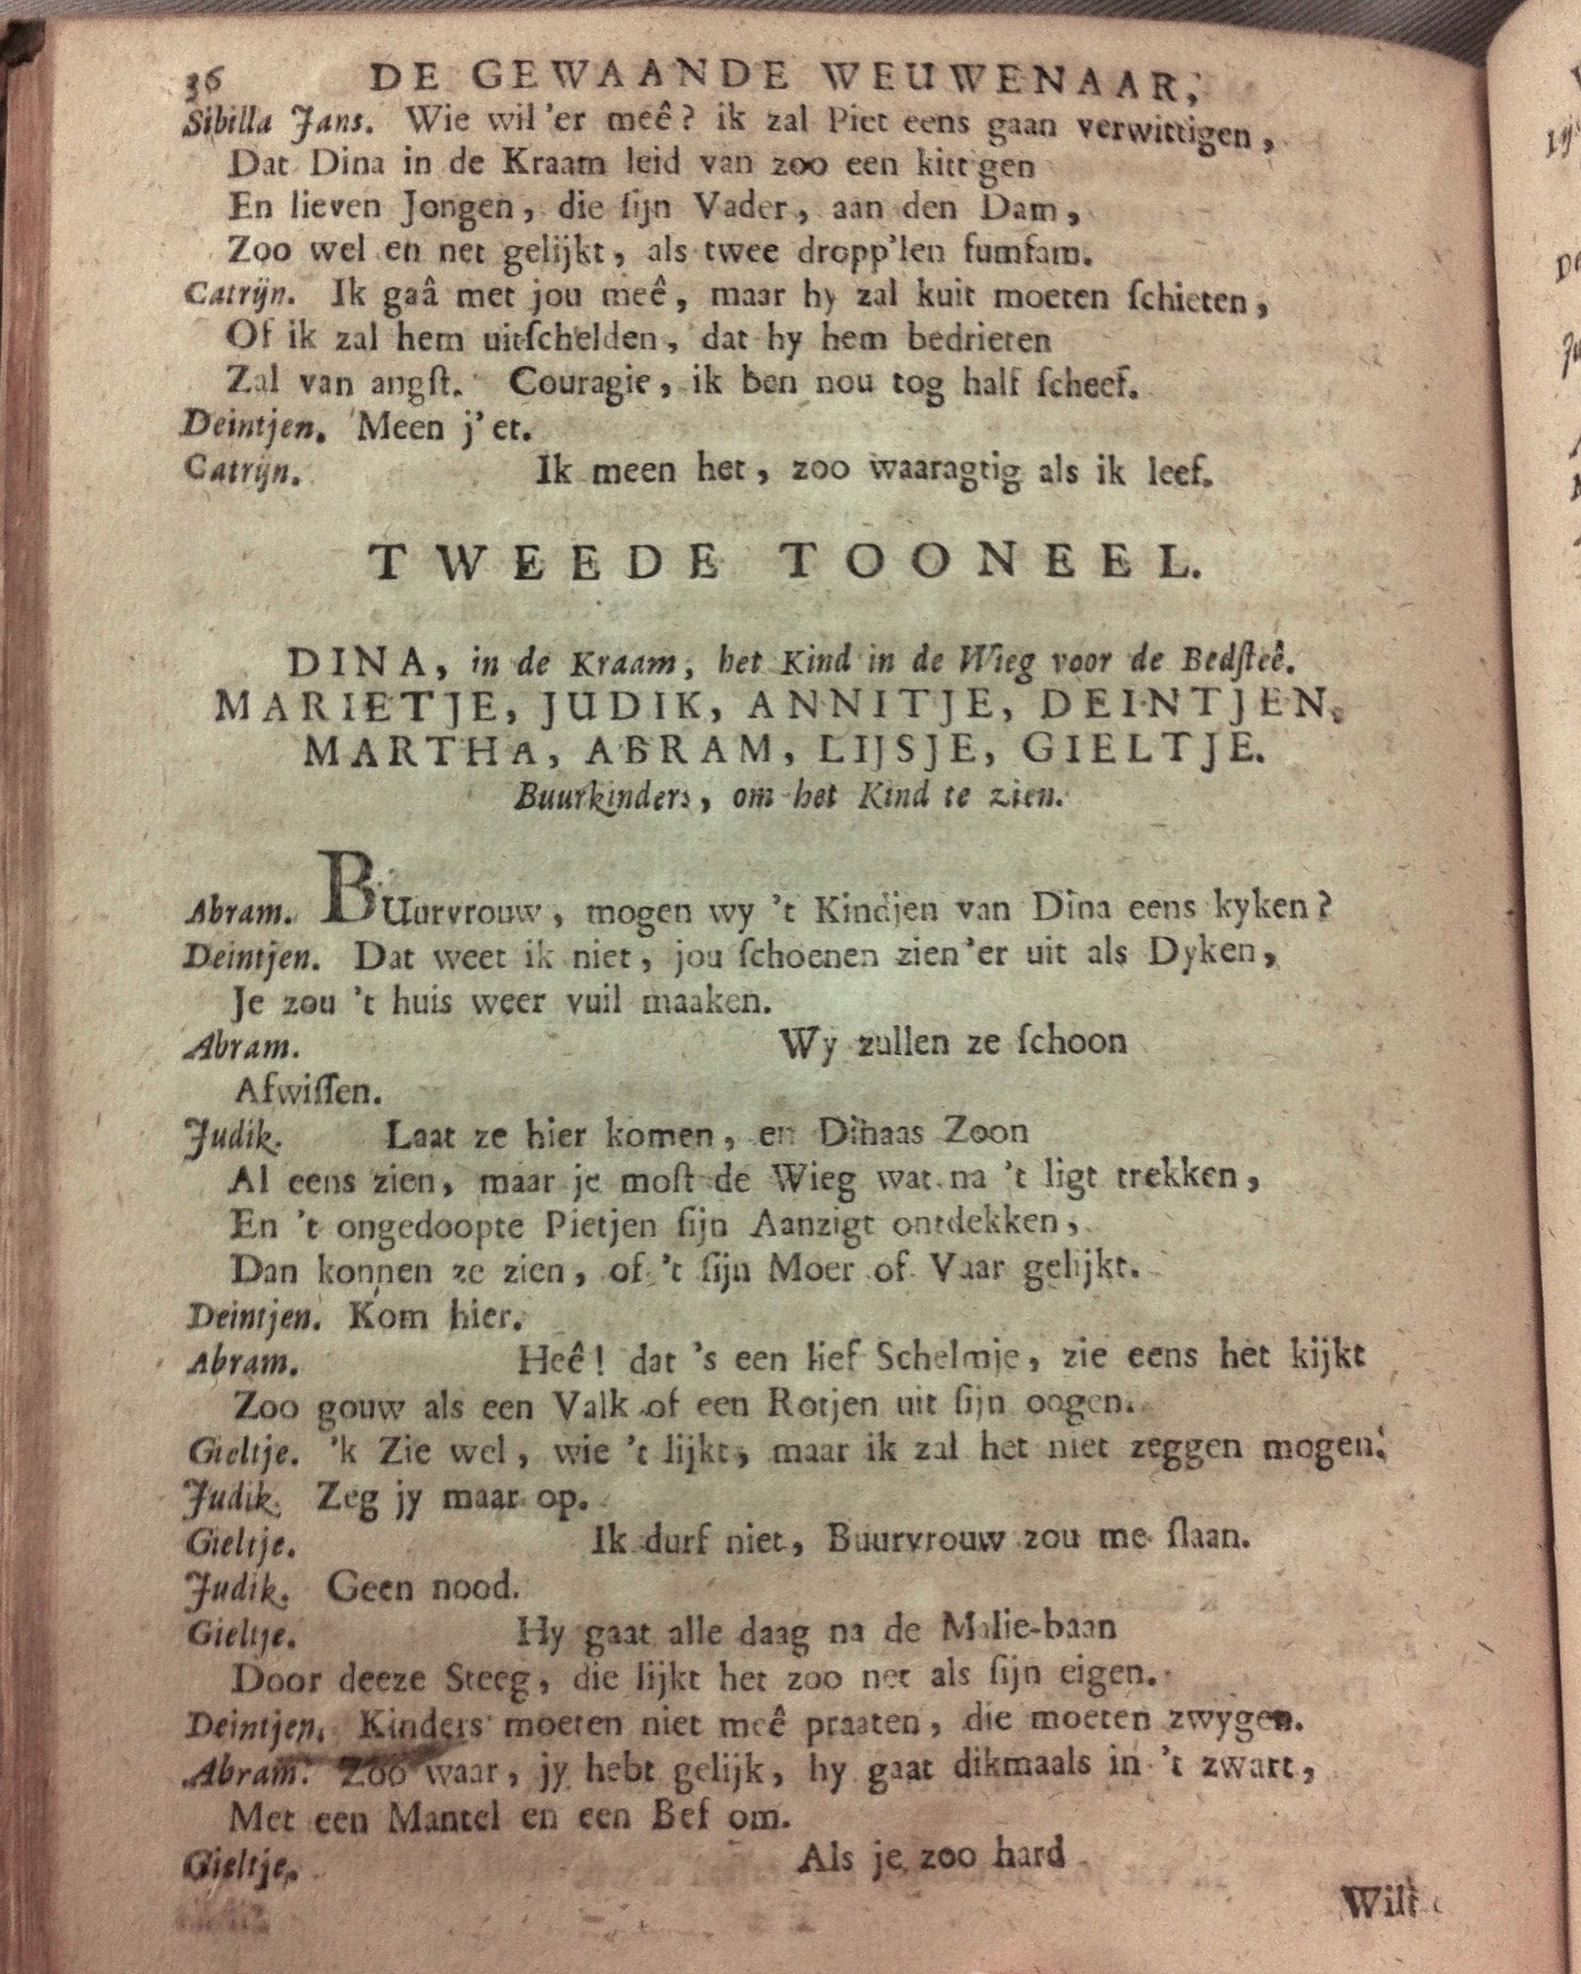 36 DE GEWAANDE WEUWENAAR,
Sibilla Jans. Wie wil 'er meê? ik zal Piet eens gaan verwittigen,
Dat Dina in de Kraam leid van zoo een kittigen
En lieven Jongen, die ſijn Vader, aan den Dam,
Zoo wel en net gelijkt, als twee dropp'len ſumſam.
Catrijn. Ik gaâ met jou meê, maar hy zal kuit moeten ſchieten,
Of ik zal hem uitſchelden, dat hy hem bedrieten
Zal van angſt. Couragie, ik ben nou tog half ſcheef.
Deintjen. Meen j' et.
Catrijn. Ik meen het, zoo waaragtig als ik leef.
TWEEDE TOONEEL.
DINA, in de Kraam, het Kind in de Wieg voor de Bedſteê.
MARIETJE, JUDIK, ANNITJE, DEINTJEN,
MARTHA, ABRAM, LIJSJE, GIELTJE.
Buurkinders, om het Kind te zien.
Abram. BUurvrouw, mogen wy 't Kindjen van Dina eens kyken?
Deintjen. Dat weet ik niet, jou ſchoenen zien 'er uit als Dyken,
Je zou 't huis weer vuil maaken.
Abram. Wy zullen ze ſchoon
Afwiſſen.
Judik. Laat ze hier komen, en Dinaas Zoon
Al eens zien, maar je moſt de Wieg wat na 't ligt trekken,
En 't ongedoopte Pietjen ſijn Aanzigt ontdekken,
Dan konnen ze zien, of 't ſijn Moer of Vaar gelijkt.
Deintjen. Kom hier.
Abram. Heê! dat 's een lief Schelmje, zie eens het kijkt
Zoo gouw als een Valk of een Rotjen uit ſijn oogen.
Gieltje. 'k Zie wel, wie 't lijkt, maar ik zal het niet zeggen mogen.
Judik. Zeg jy maar op.
Gieltje. Ik durf niet, Buurvrouw zou me ſlaan.
Judik. Geen nood.
Gieltje. Hy gaat alle daag na de Malie-baan
Door deeze Steeg, die lijkt het zoo net als ſijn eigen.
Deintjen. Kinders moeten niet meê praaten, die moeten zwygen.
Abram. Zoo waar, jy hebt gelijk, hy gaat dikmaals in 't zwart,
Met een Mantel en een Bef om.
Gieltje. Als je zoo hard
Wilt